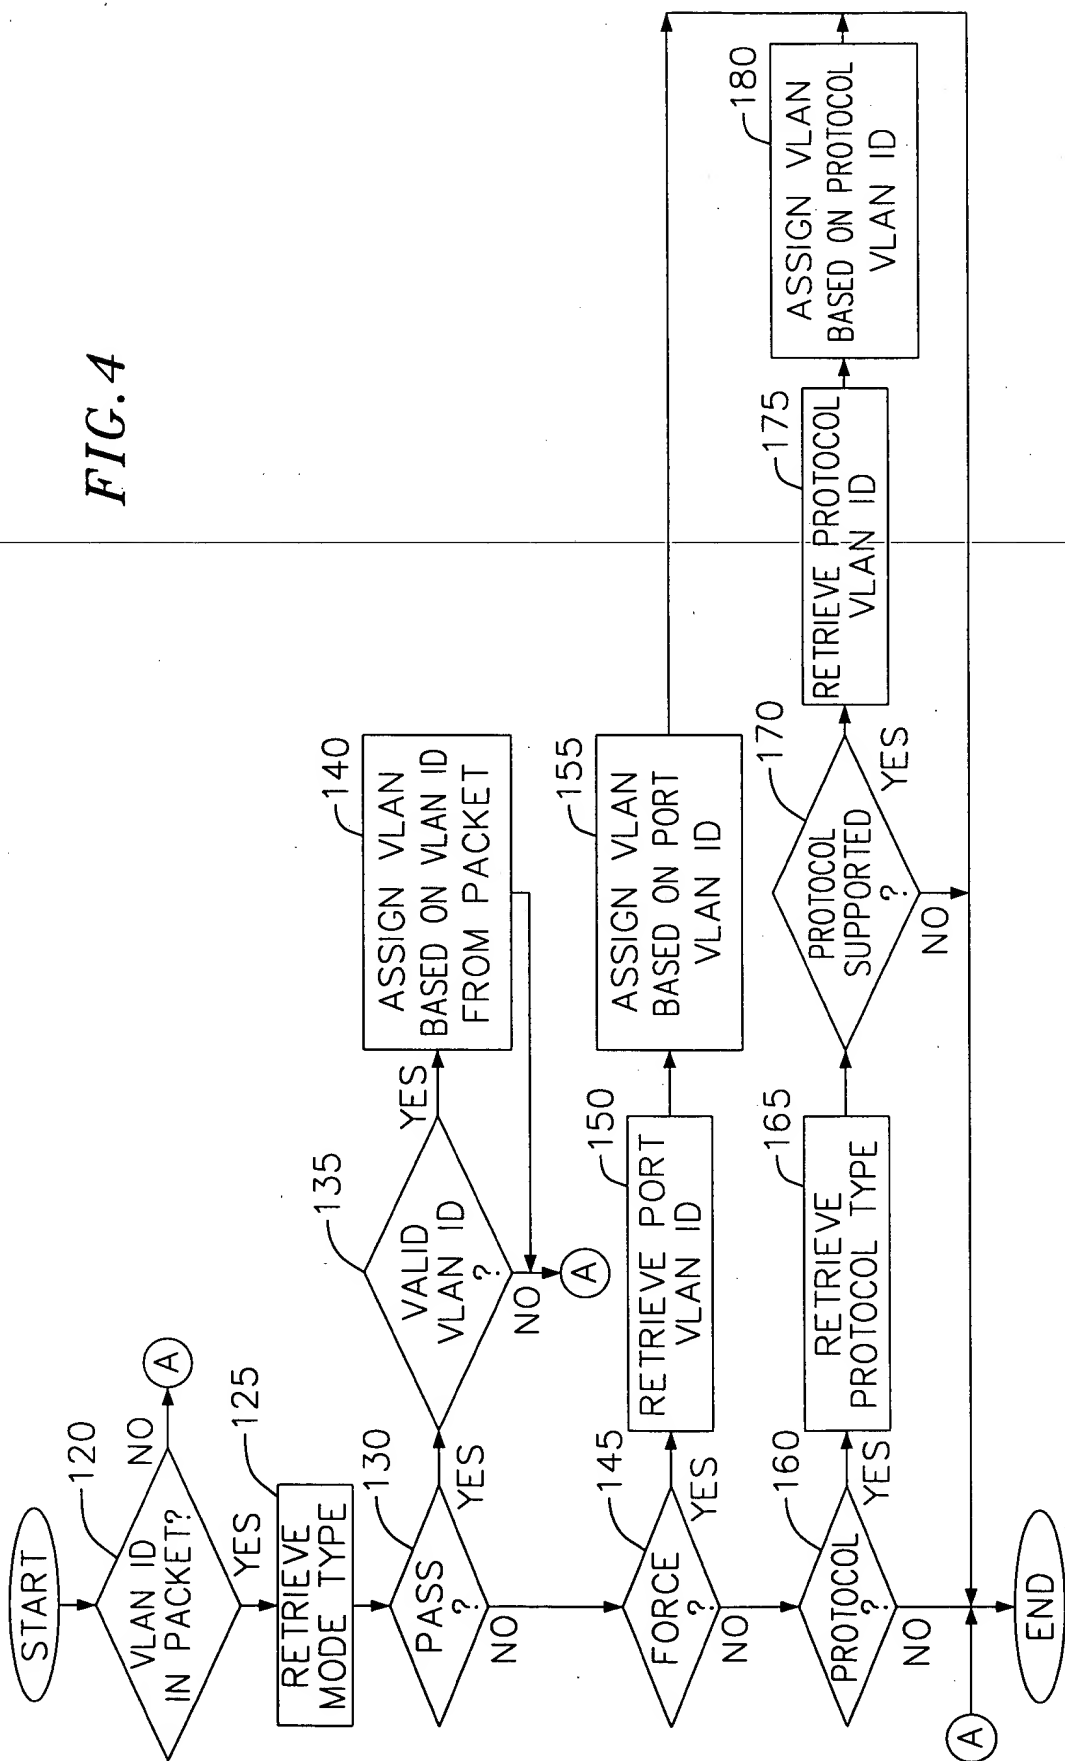 FIG. 4
START
120
VLAN ID
IN PACKET?
NO
A
YES
125
RETRIEVE
MODE TYPE
130
PASS
?
YES
NO
135
VALID
VLAN ID
?
YES
NO
A
140
ASSIGN VLAN
BASED ON VLAN ID
FROM PACKET
145
FORCE
?
YES
NO
150
RETRIEVE PORT
VLAN ID
155
ASSIGN VLAN
BASED ON PORT
VLAN ID
160
PROTOCOL
?
YES
NO
165
RETRIEVE
PROTOCOL TYPE
170
PROTOCOL
SUPPORTED
?
YES
NO
175
RETRIEVE PROTOCOL
VLAN ID
180
ASSIGN VLAN
BASED ON PROTOCOL
VLAN ID
A
END